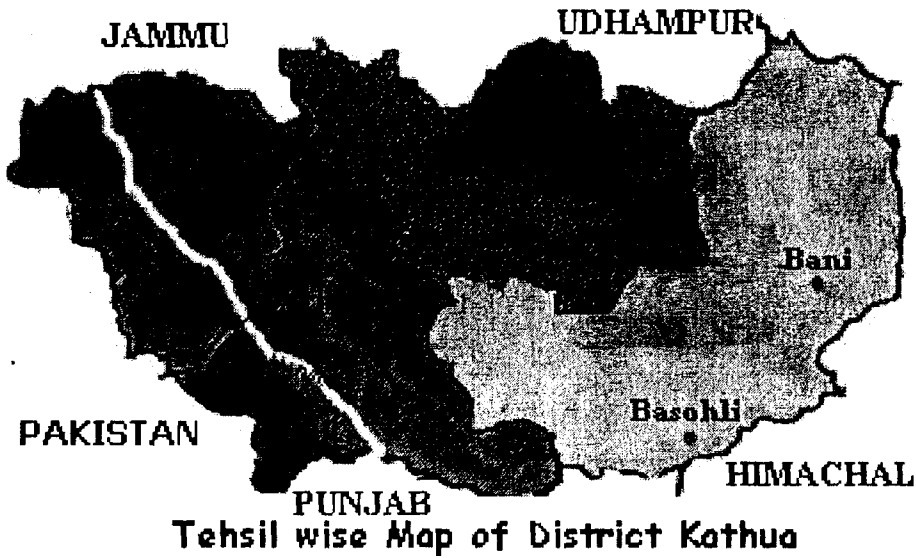 JAMMU
UDHAMPUR
Bani
Basohli
PAKISTAN
HIMACHAL
PUNJAB
Tehsil wise Map of District Kathua